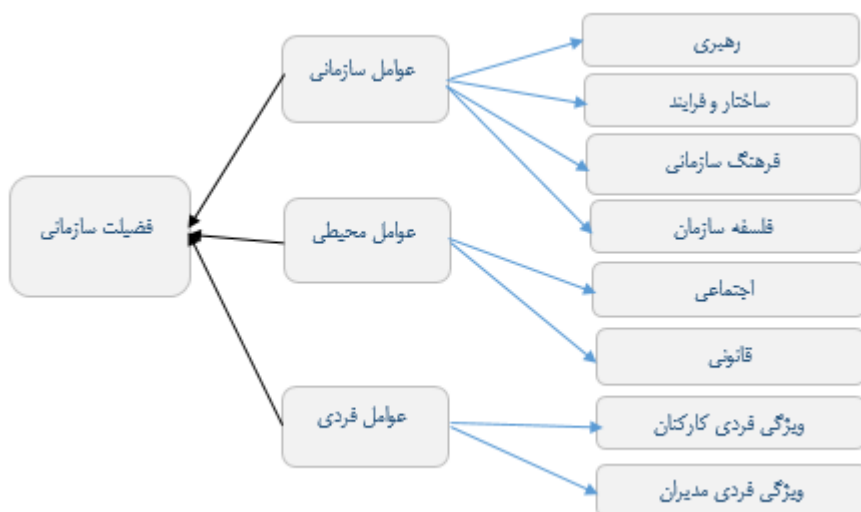 رهبری
عوامل سازمانی
ساختار و فرایند
فرهنگ سازمانی
فلسفه سازمان
فضیلت سازمانی
عوامل محیطی
اجتماعی
قانونی
عوامل فردی
ویژگی فردی کارکنان
ویژگی فردی مدیران